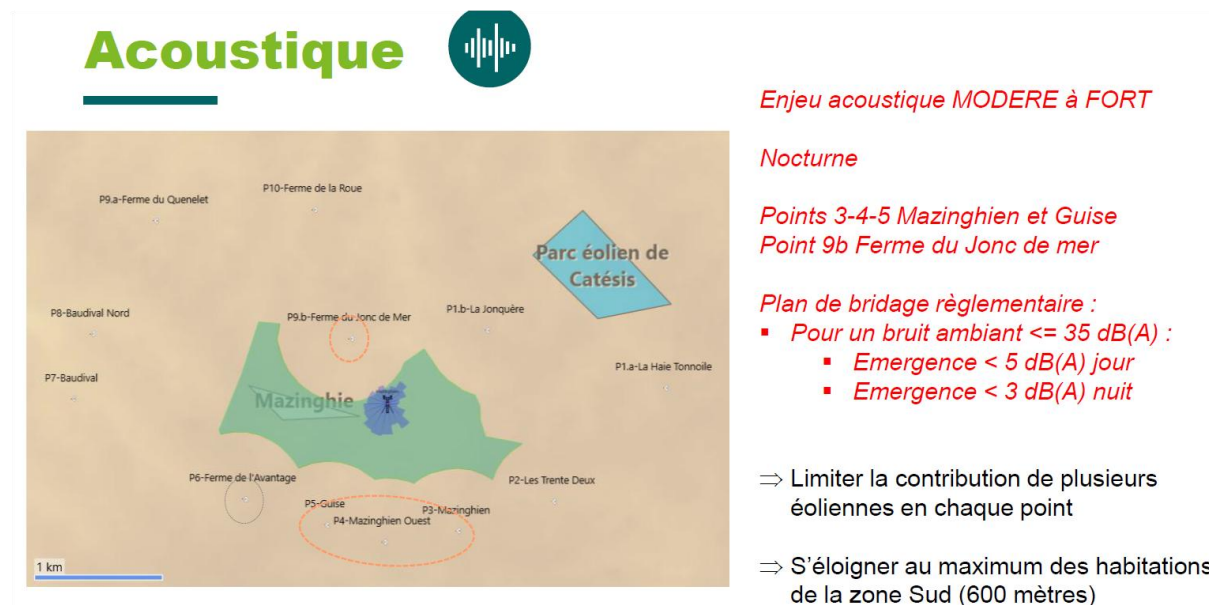 Acoustique
Enjeu acoustique MODERE à FORT
Nocturne
Points 3-4-5 Mazinghien et Guise
Point 9b Ferme du Jonc de mer
Plan de bridage règlementaire :
▪ Pour un bruit ambiant <= 35 dB(A) :
▪ Emergence < 5 dB(A) jour
▪ Emergence < 3 dB(A) nuit
⇒ Limiter la contribution de plusieurs
éoliennes en chaque point
⇒ S'éloigner au maximum des habitations
de la zone Sud (600 mètres)
P9.a-Ferme du Quenelet
P10-Ferme de la Roue
Parc éolien de
Catésis
P8-Baudival Nord
P9.b-Ferme du Jonc de Mer
P1.b-La Jonquère
P7-Baudival
P1.a-La Haie Tonnoile
Mazinghie
P6-Ferme de l'Avantage
P2-Les Trente Deux
P5-Guise
P3-Mazinghien
P4-Mazinghien Ouest
1 km